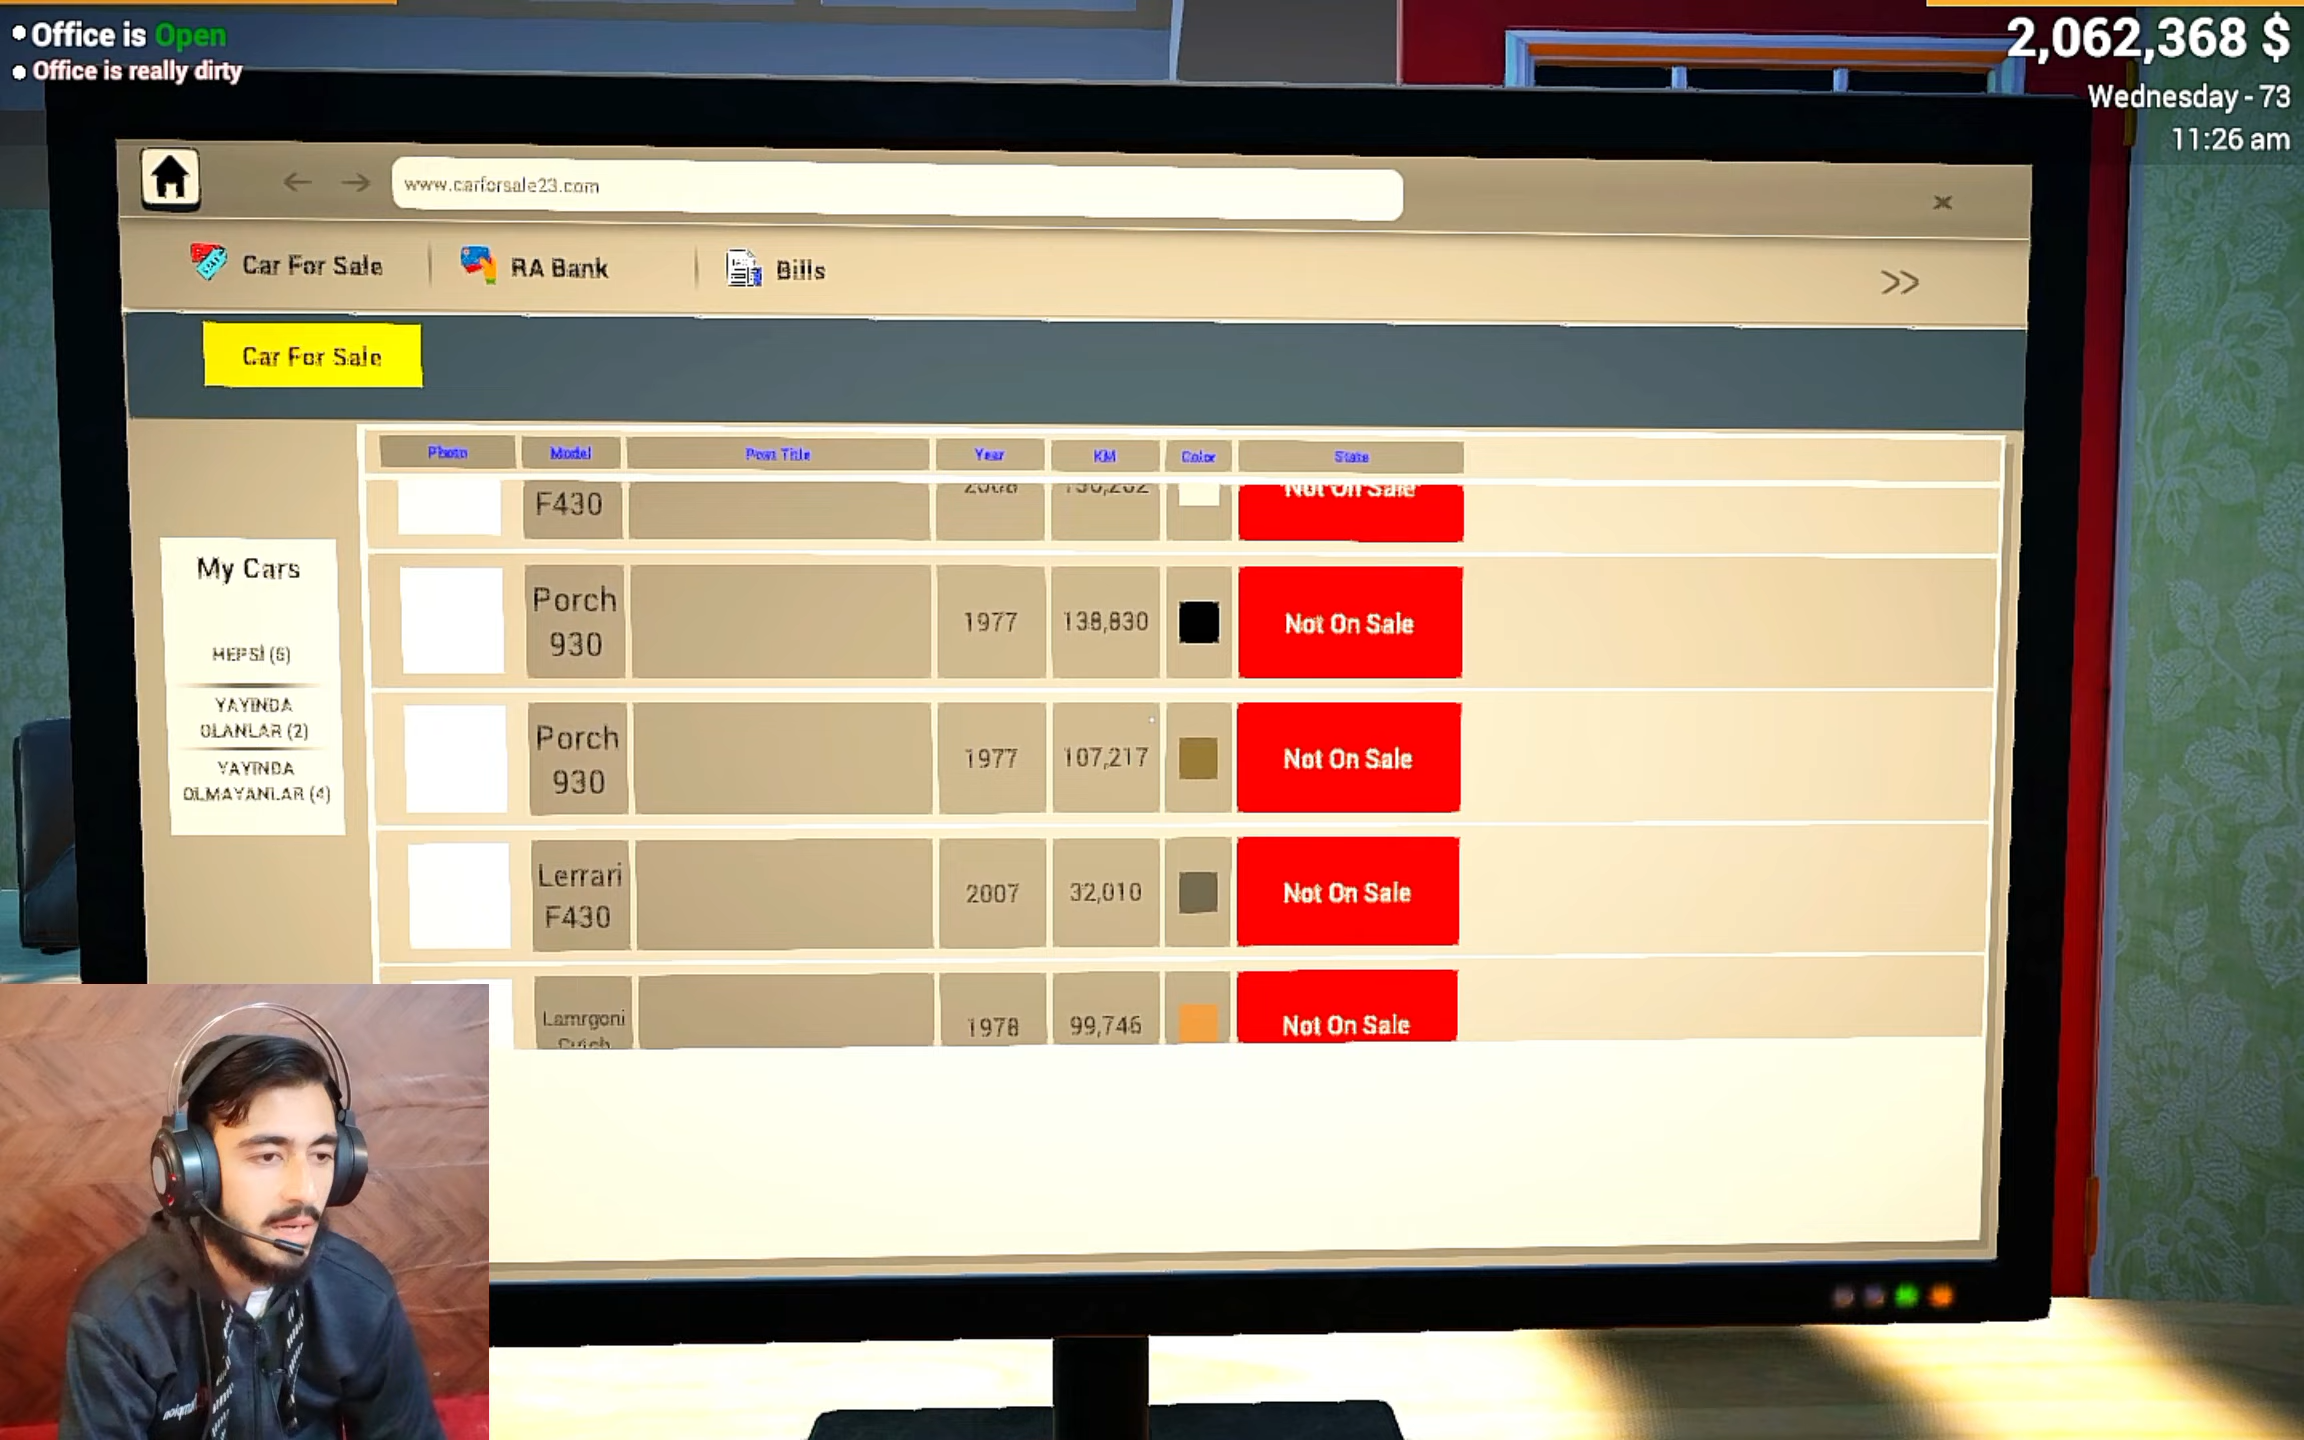 Office is Open
Office is really dirty
2,062,368 $
Wednesday - 73
11:26 am
www.carforsale23.com
Car For Sale
RA Bank
Bills
>>
Car For Sale
Photo
Model
Post Title
Year
KM
Color
State
F430
2008
Not On Sale
My Cars
HEPSİ (6)
YAYINDA
OLANLAR (2)
YAYINDA
OLMAYANLAR (4)
Porch
930
1977
138,830
Not On Sale
Porch
930
1977
107,217
Not On Sale
Lerrari
F430
2007
32,010
Not On Sale
Lamrgoni
1978
99,746
Not On Sale